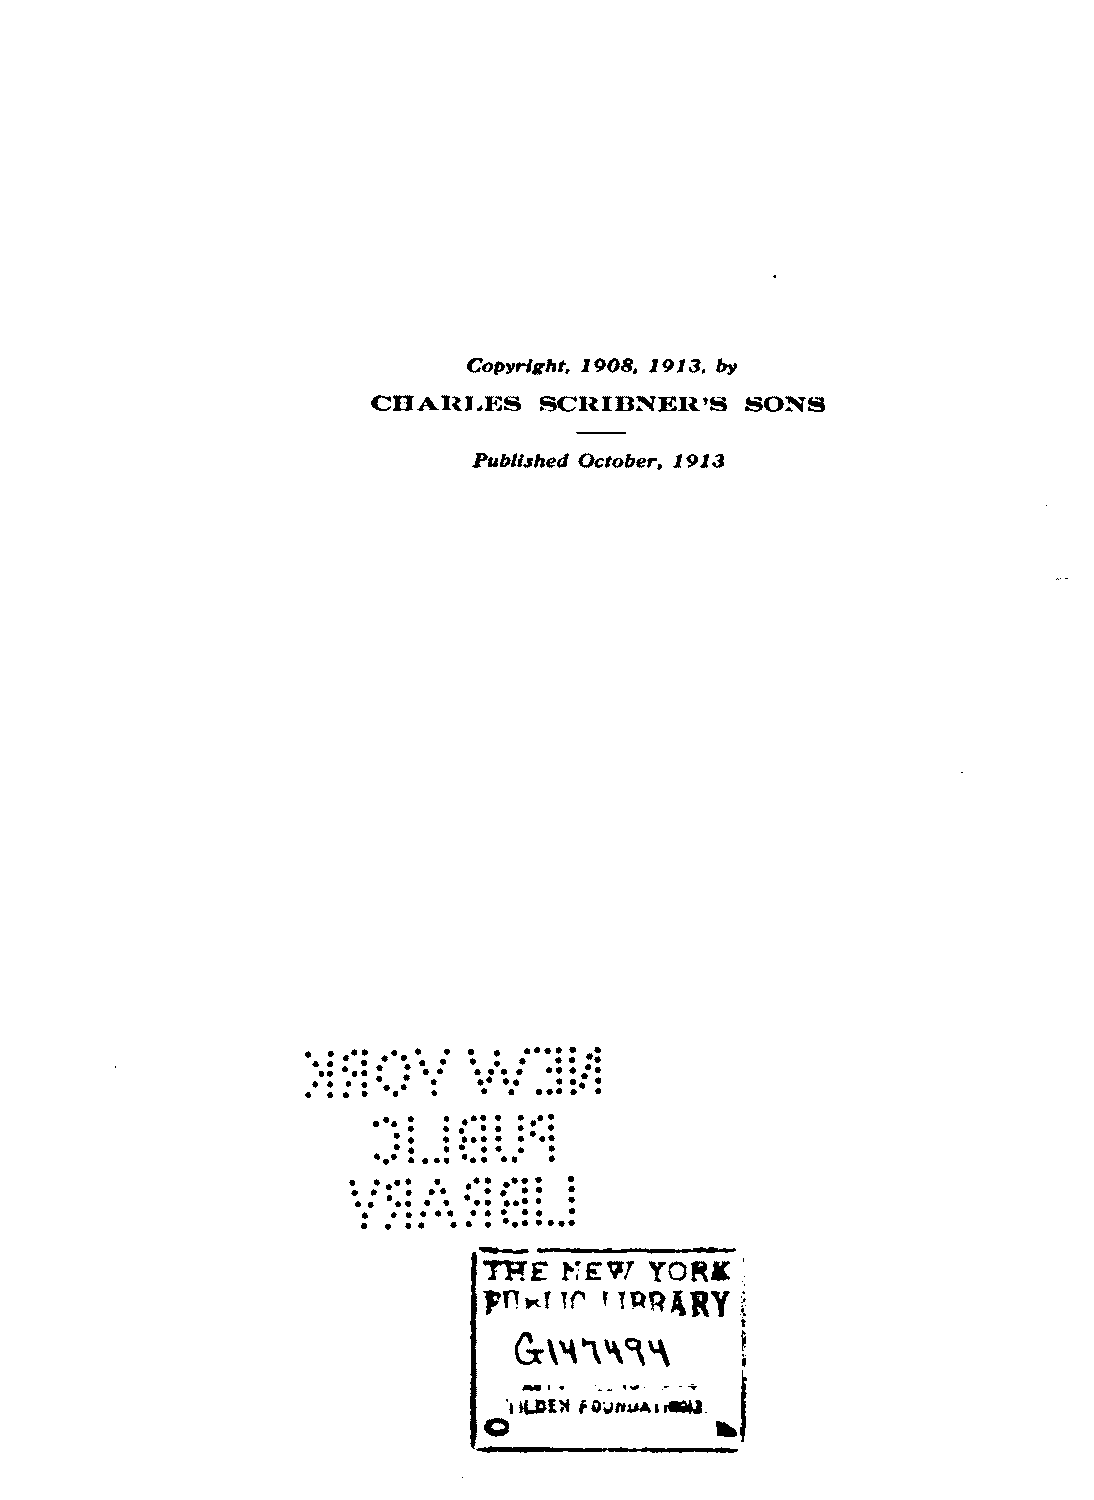 Copyright, 1908, 1913, by
CHARLES SCRIBNER'S SONS
Published October, 1913
NEW YORK
PUBLIC
LIBRARY
THE NEW YORK
PUBLIC LIBRARY
G147494
TILDEN FOUNDATIONS